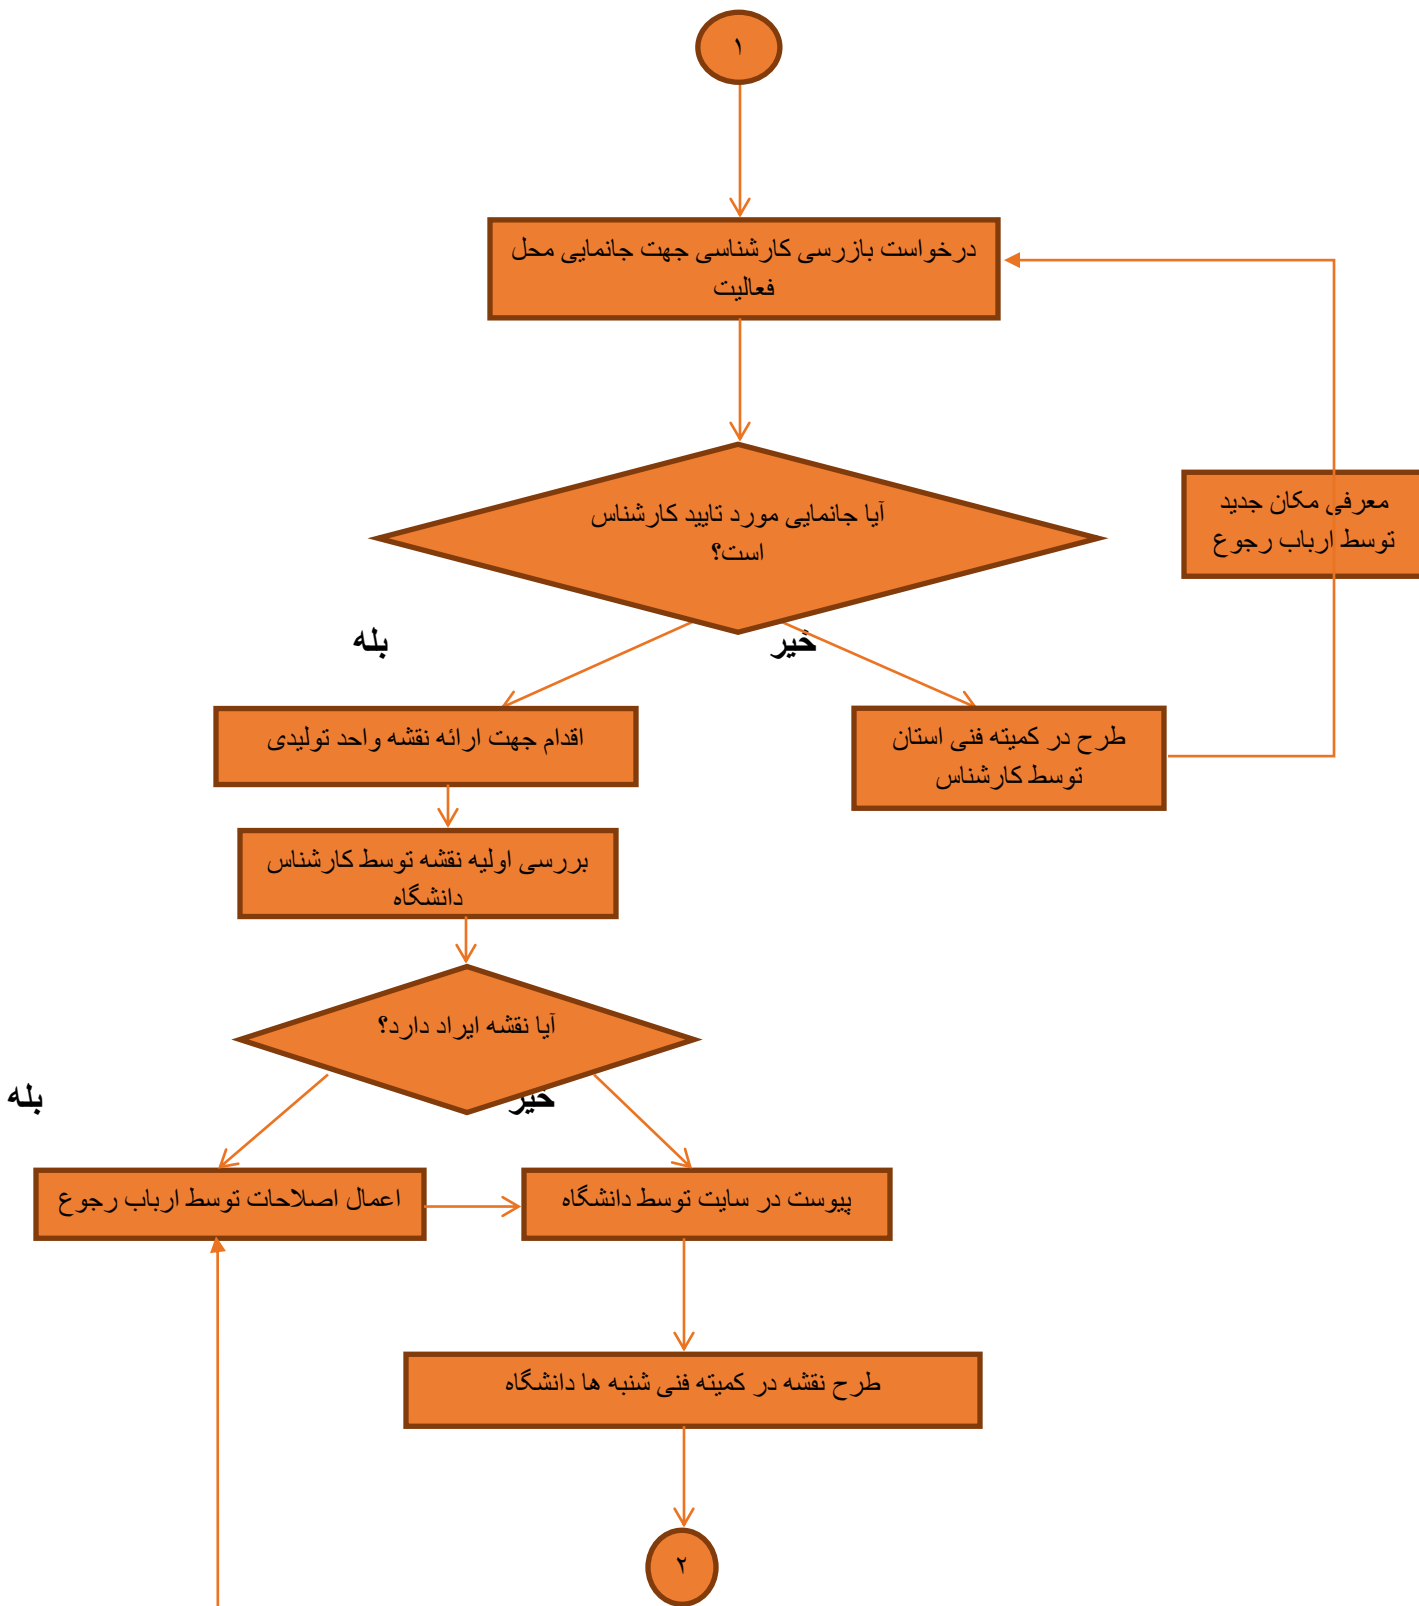 ۱
درخواست بازرسی کارشناسی جهت جانمایی محل
فعالیت
معرفی مکان جدید
توسط ارباب رجوع
آیا جانمایی مورد تایید کارشناس
است؟
خیر
بله
طرح در کمیته فنی استان
توسط کارشناس
اقدام جهت ارائه نقشه واحد تولیدی
بررسی اولیه نقشه توسط کارشناس
دانشگاه
آیا نقشه ایراد دارد؟
خیر
بله
پیوست در سایت توسط دانشگاه
اعمال اصلاحات توسط ارباب رجوع
طرح نقشه در کمیته فنی شنبه ها دانشگاه
۲